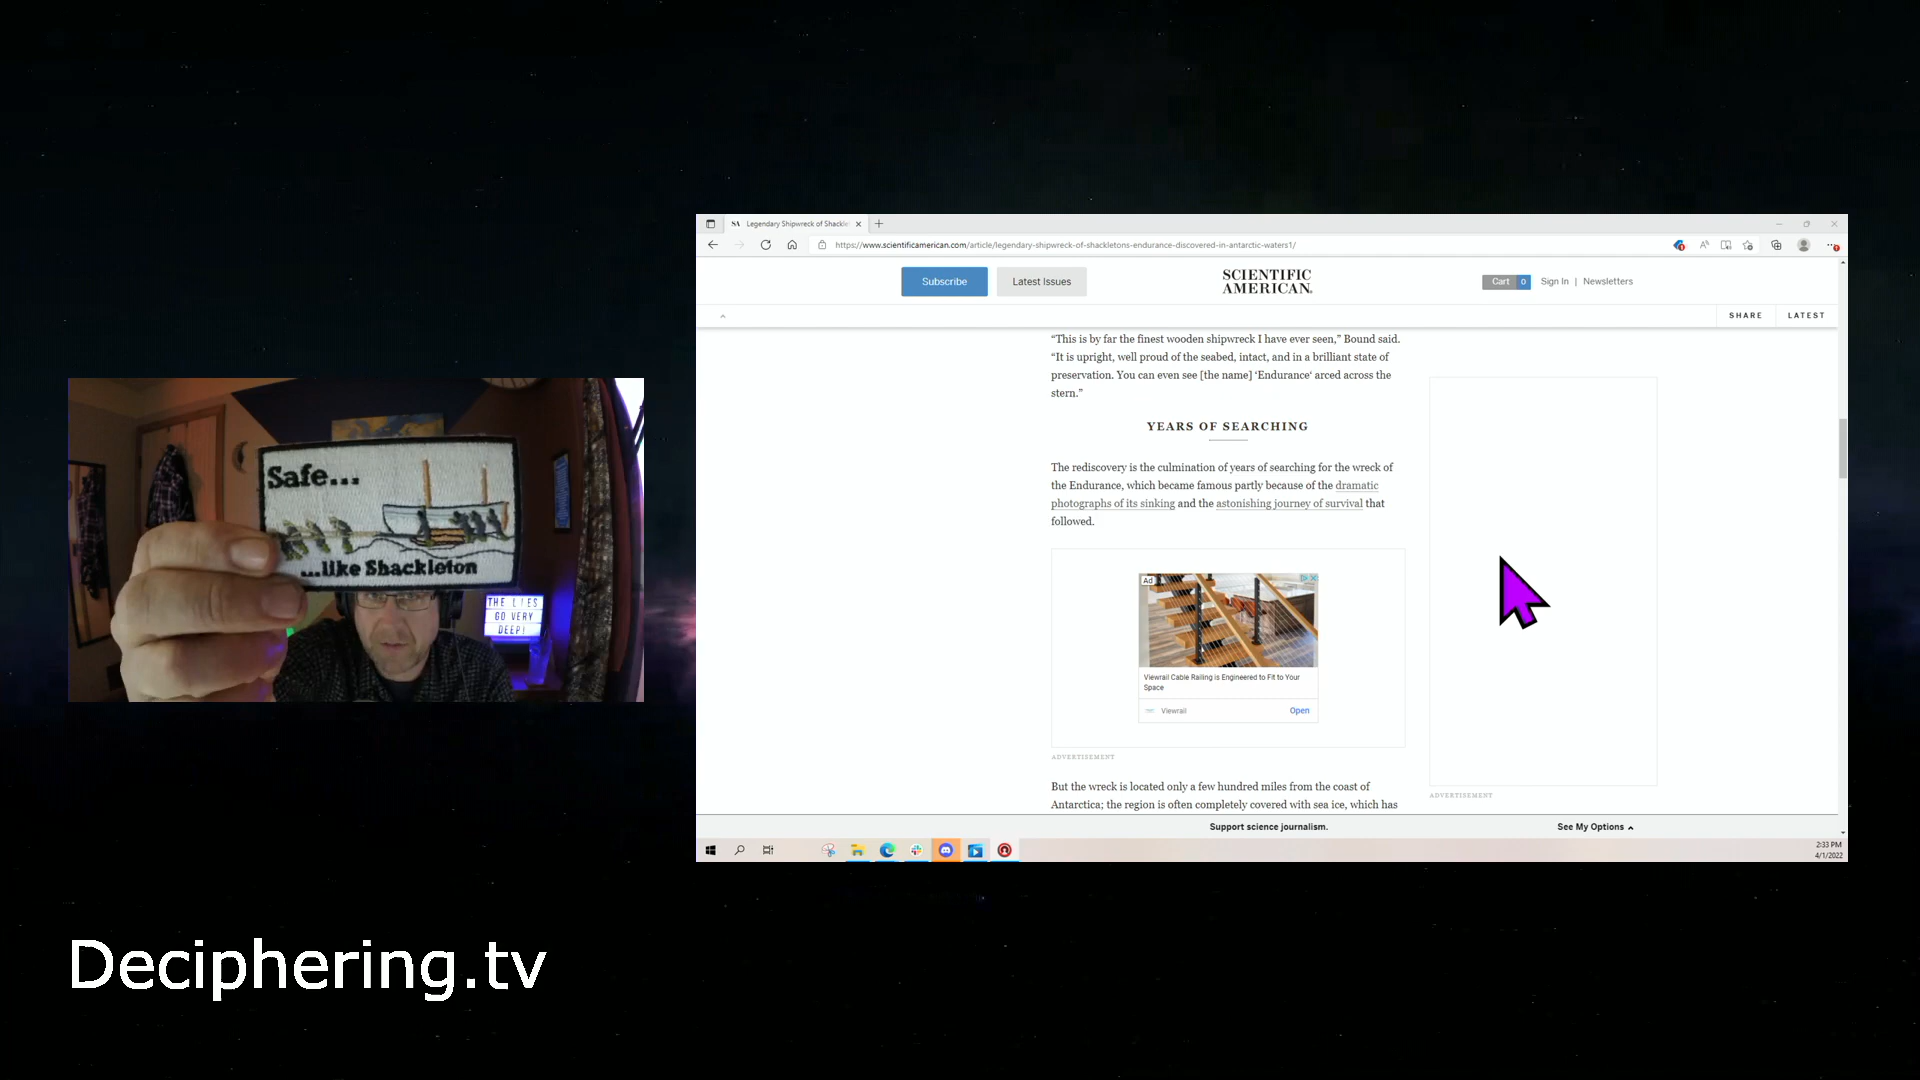 SA Legendary Shipwreck of Shackle
https://www.scientificamerican.com/article/legendary-shipwreck-of-shackletons-endurance-discovered-in-antarctic-waters1/
Subscribe
Latest Issues
SCIENTIFIC
AMERICAN
Cart 0
Sign In | Newsletters
SHARE
LATEST
“This is by far the finest wooden shipwreck I have ever seen,” Bound said.
“It is upright, well proud of the seabed, intact, and in a brilliant state of
preservation. You can even see [the name] ‘Endurance‘ arced across the
stern.”
YEARS OF SEARCHING
The rediscovery is the culmination of years of searching for the wreck of
the Endurance, which became famous partly because of the dramatic
photographs of its sinking and the astonishing journey of survival that
followed.
Ad
Viewrail Cable Railing is Engineered to Fit to Your
Space
Viewrail
Open
ADVERTISEMENT
But the wreck is located only a few hundred miles from the coast of
Antarctica; the region is often completely covered with sea ice, which has
ADVERTISEMENT
Support science journalism.
See My Options
2:33 PM
4/1/2022
Safe...
...like Shackleton
THE LIES
GO VERY
DEEP!
Deciphering.tv